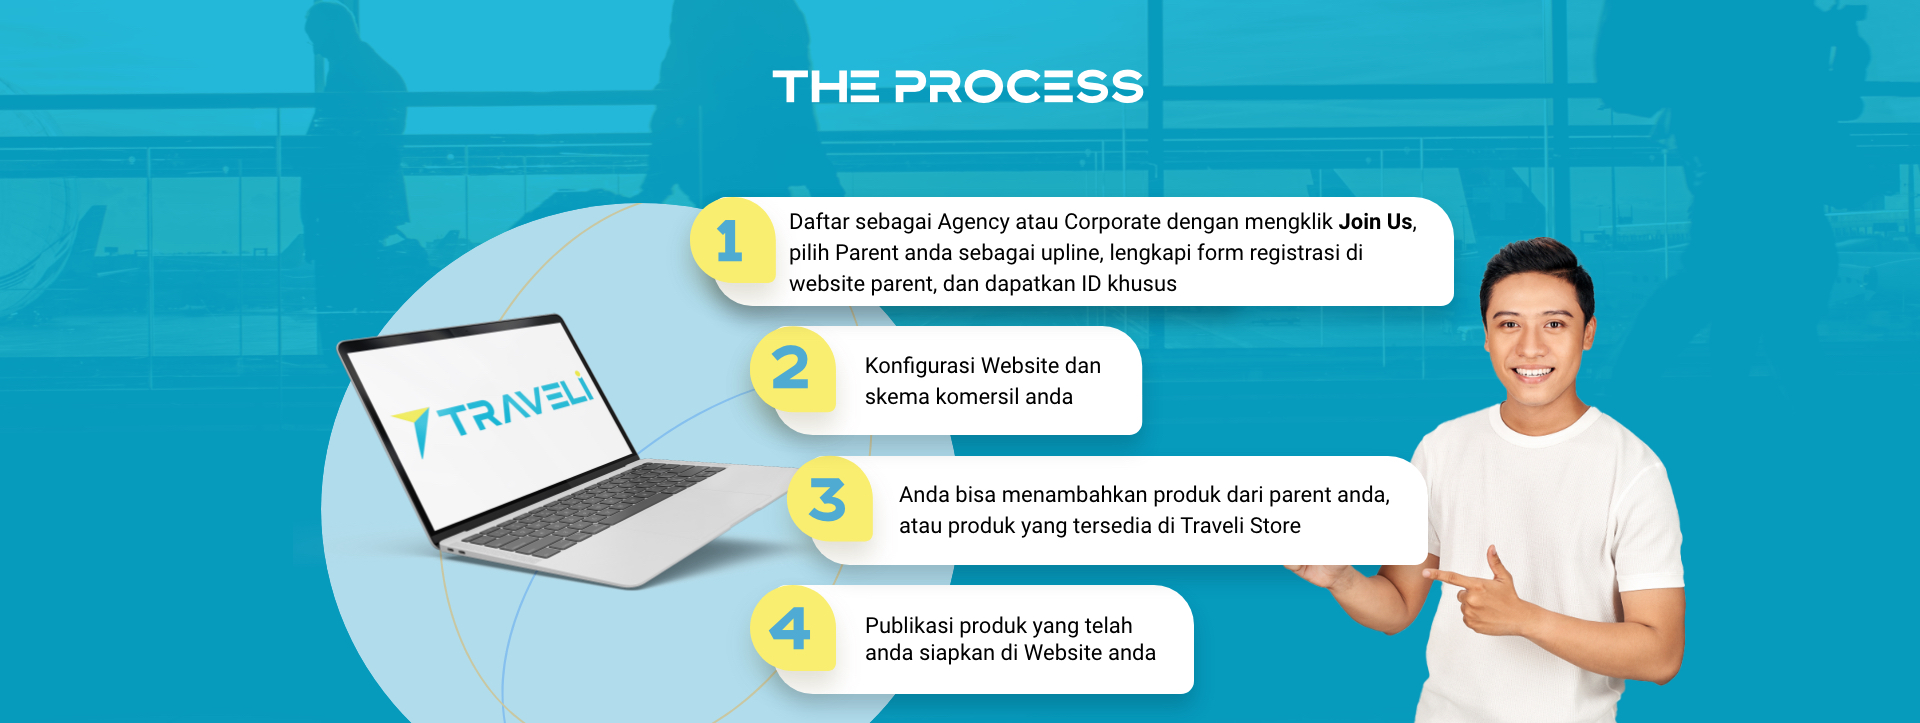 THE PROCESS
1
Daftar sebagai Agency atau Corporate dengan mengklik Join Us,
pilih Parent anda sebagai upline, lengkapi form registrasi di
website parent, dan dapatkan ID khusus
2
Konfigurasi Website dan
skema komersil anda
TRAVELi
3
Anda bisa menambahkan produk dari parent anda,
atau produk yang tersedia di Traveli Store
4
Publikasi produk yang telah
anda siapkan di Website anda